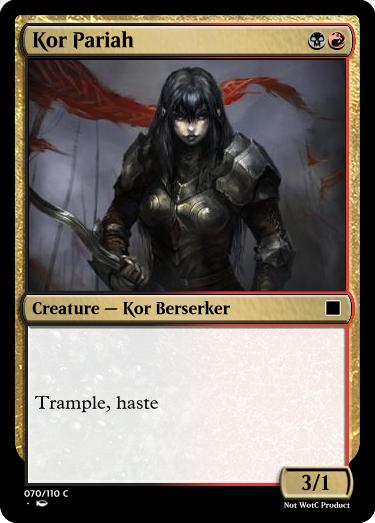 Kor Pariah
Creature — Kor Berserker
Trample, haste
3/1
070/110 C
Not WotC Product